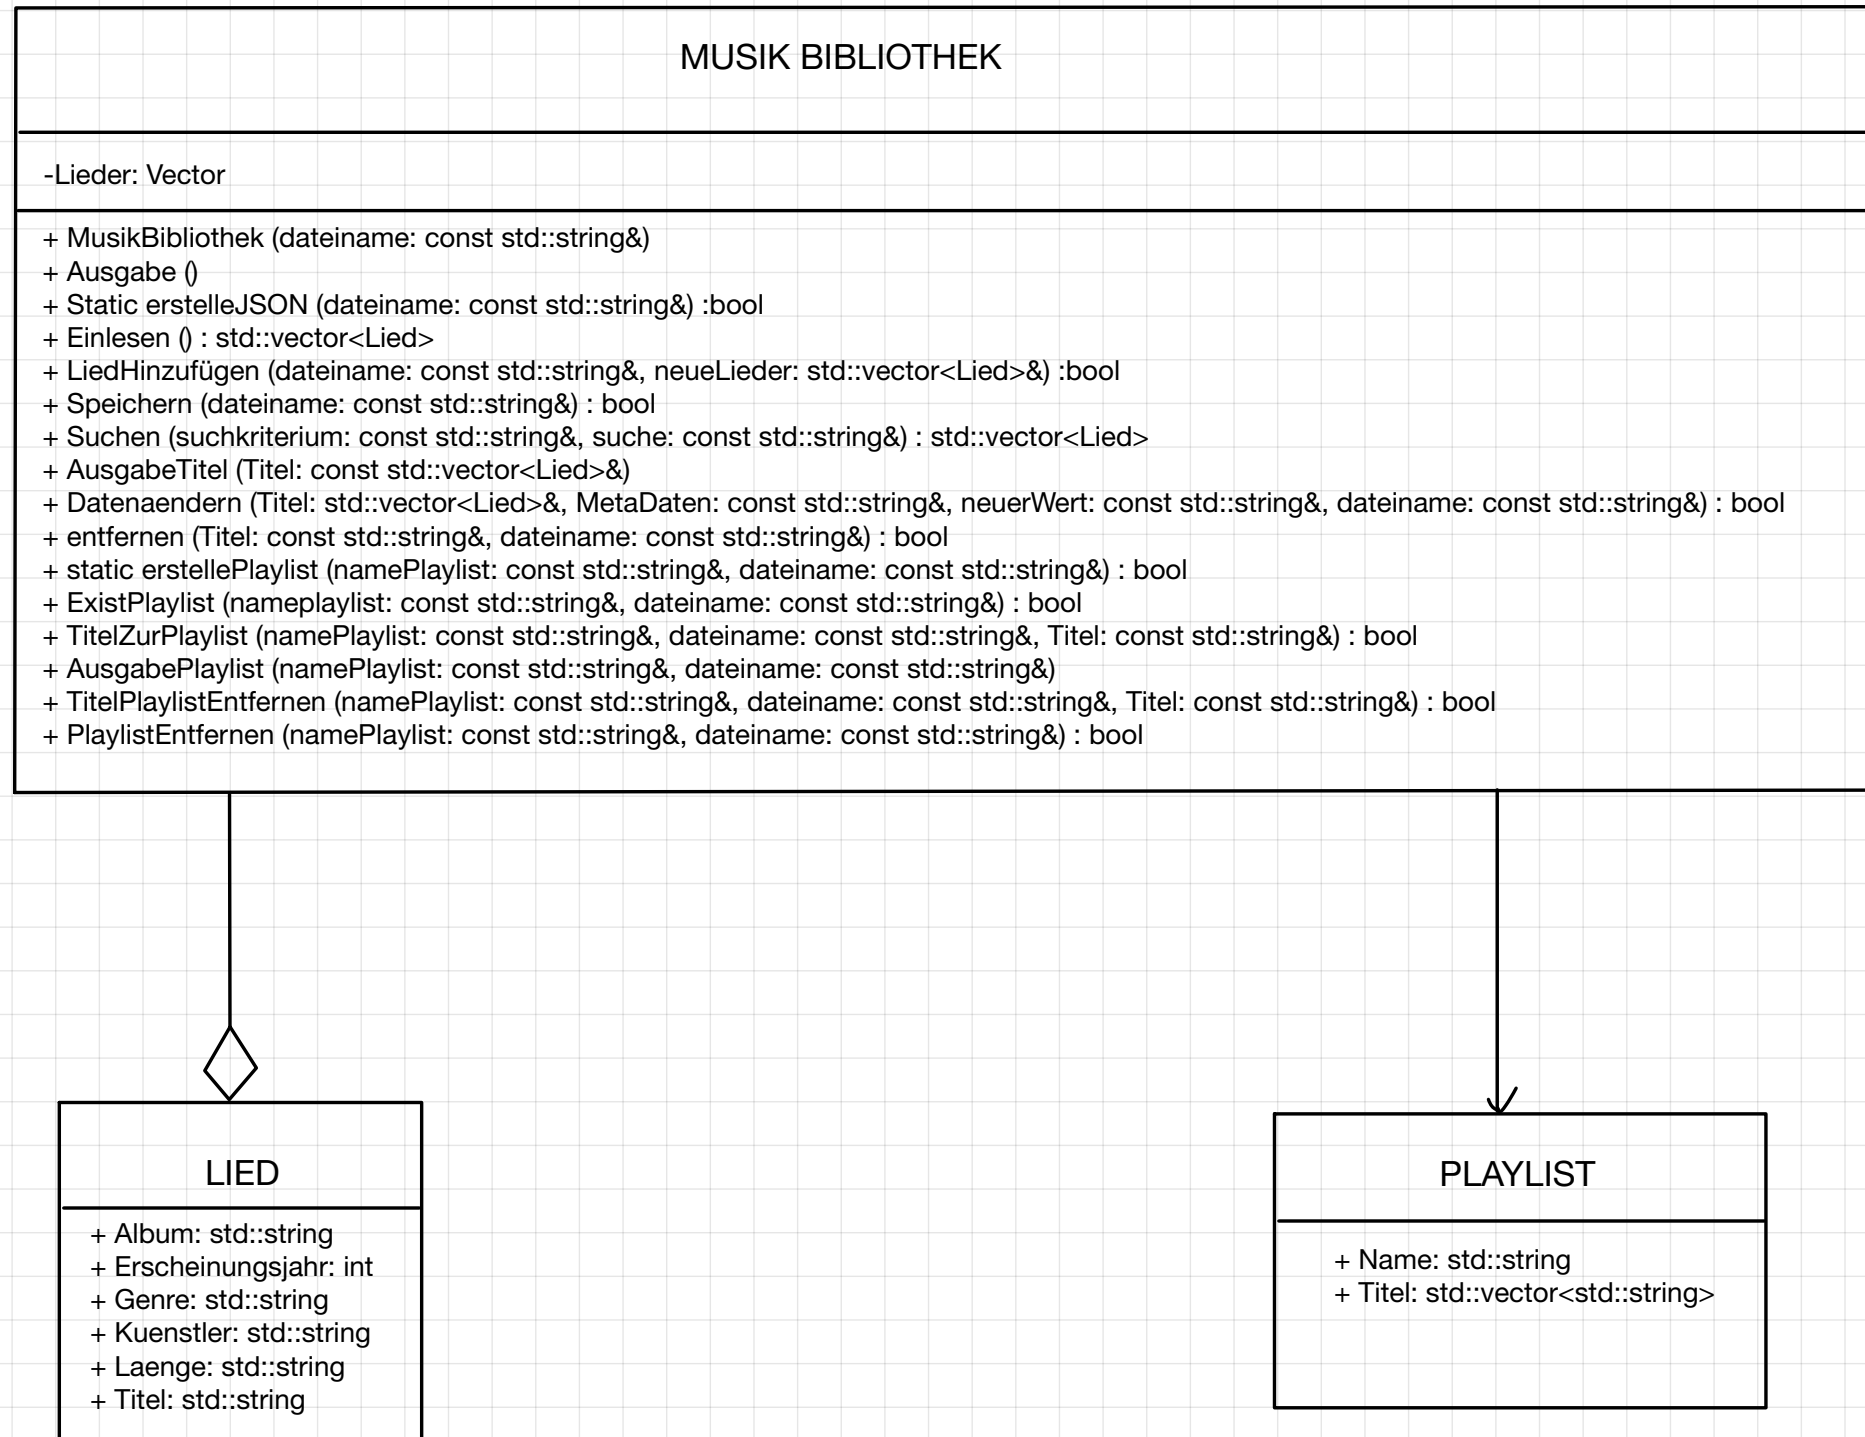 MUSIK BIBLIOTHEK
-Lieder: Vector
+ MusikBibliothek (dateiname: const std::string&)
+ Ausgabe ()
+ Static erstelleJSON (dateiname: const std::string&) :bool
+ Einlesen () : std::vector<Lied>
+ LiedHinzufügen (dateiname: const std::string&, neueLieder: std::vector<Lied>&) :bool
+ Speichern (dateiname: const std::string&) : bool
+ Suchen (suchkriterium: const std::string&, suche: const std::string&) : std::vector<Lied>
+ AusgabeTitel (Titel: const std::vector<Lied>&)
+ Datenaendern (Titel: std::vector<Lied>&, MetaDaten: const std::string&, neuerWert: const std::string&, dateiname: const std::string&) : bool
+ entfernen (Titel: const std::string&, dateiname: const std::string&) : bool
+ static erstellePlaylist (namePlaylist: const std::string&, dateiname: const std::string&) : bool
+ ExistPlaylist (nameplaylist: const std::string&, dateiname: const std::string&) : bool
+ TitelZurPlaylist (namePlaylist: const std::string&, dateiname: const std::string&, Titel: const std::string&) : bool
+ AusgabePlaylist (namePlaylist: const std::string&, dateiname: const std::string&)
+ TitelPlaylistEntfernen (namePlaylist: const std::string&, dateiname: const std::string&, Titel: const std::string&) : bool
+ PlaylistEntfernen (namePlaylist: const std::string&, dateiname: const std::string&) : bool
LIED
+ Album: std::string
+ Erscheinungsjahr: int
+ Genre: std::string
+ Kuenstler: std::string
+ Laenge: std::string
+ Titel: std::string
PLAYLIST
+ Name: std::string
+ Titel: std::vector<std::string>